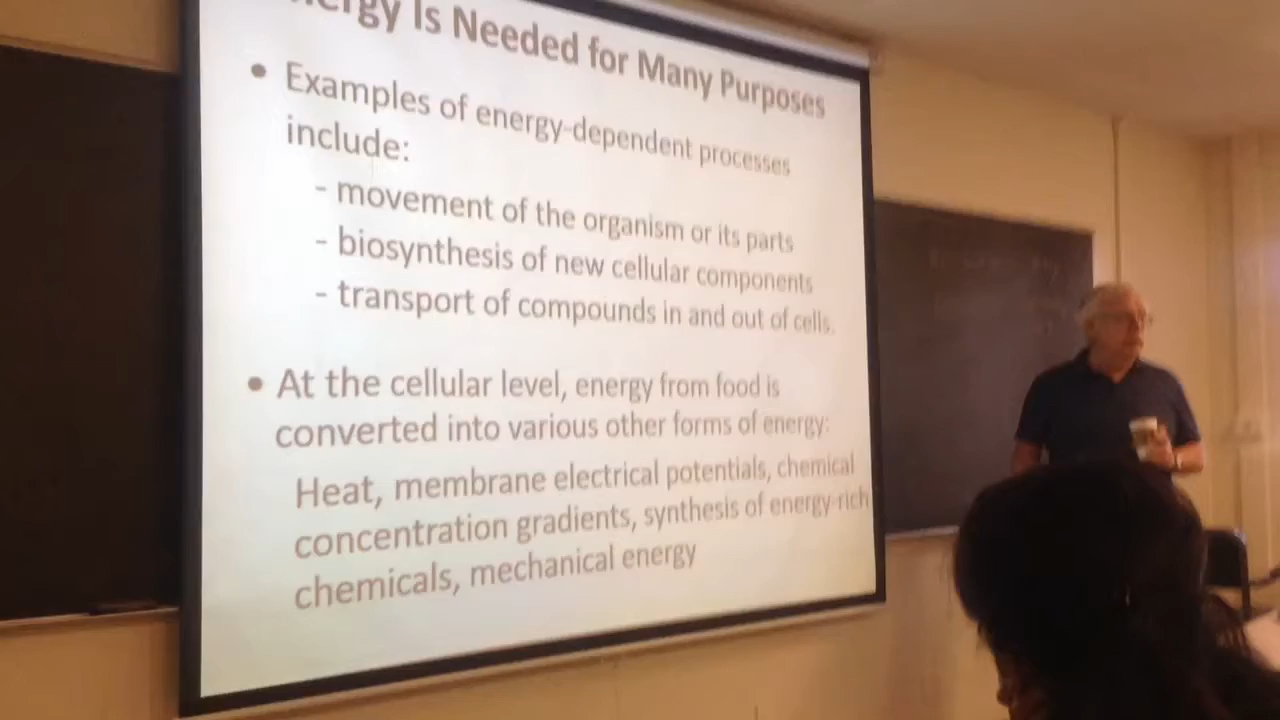 nergy Is Needed for Many Purposes
• Examples of energy-dependent processes
include:
- movement of the organism or its parts
- biosynthesis of new cellular components
- transport of compounds in and out of cells.
• At the cellular level, energy from food is
converted into various other forms of energy:
Heat, membrane electrical potentials, chemical
concentration gradients, synthesis of energy-rich
chemicals, mechanical energy